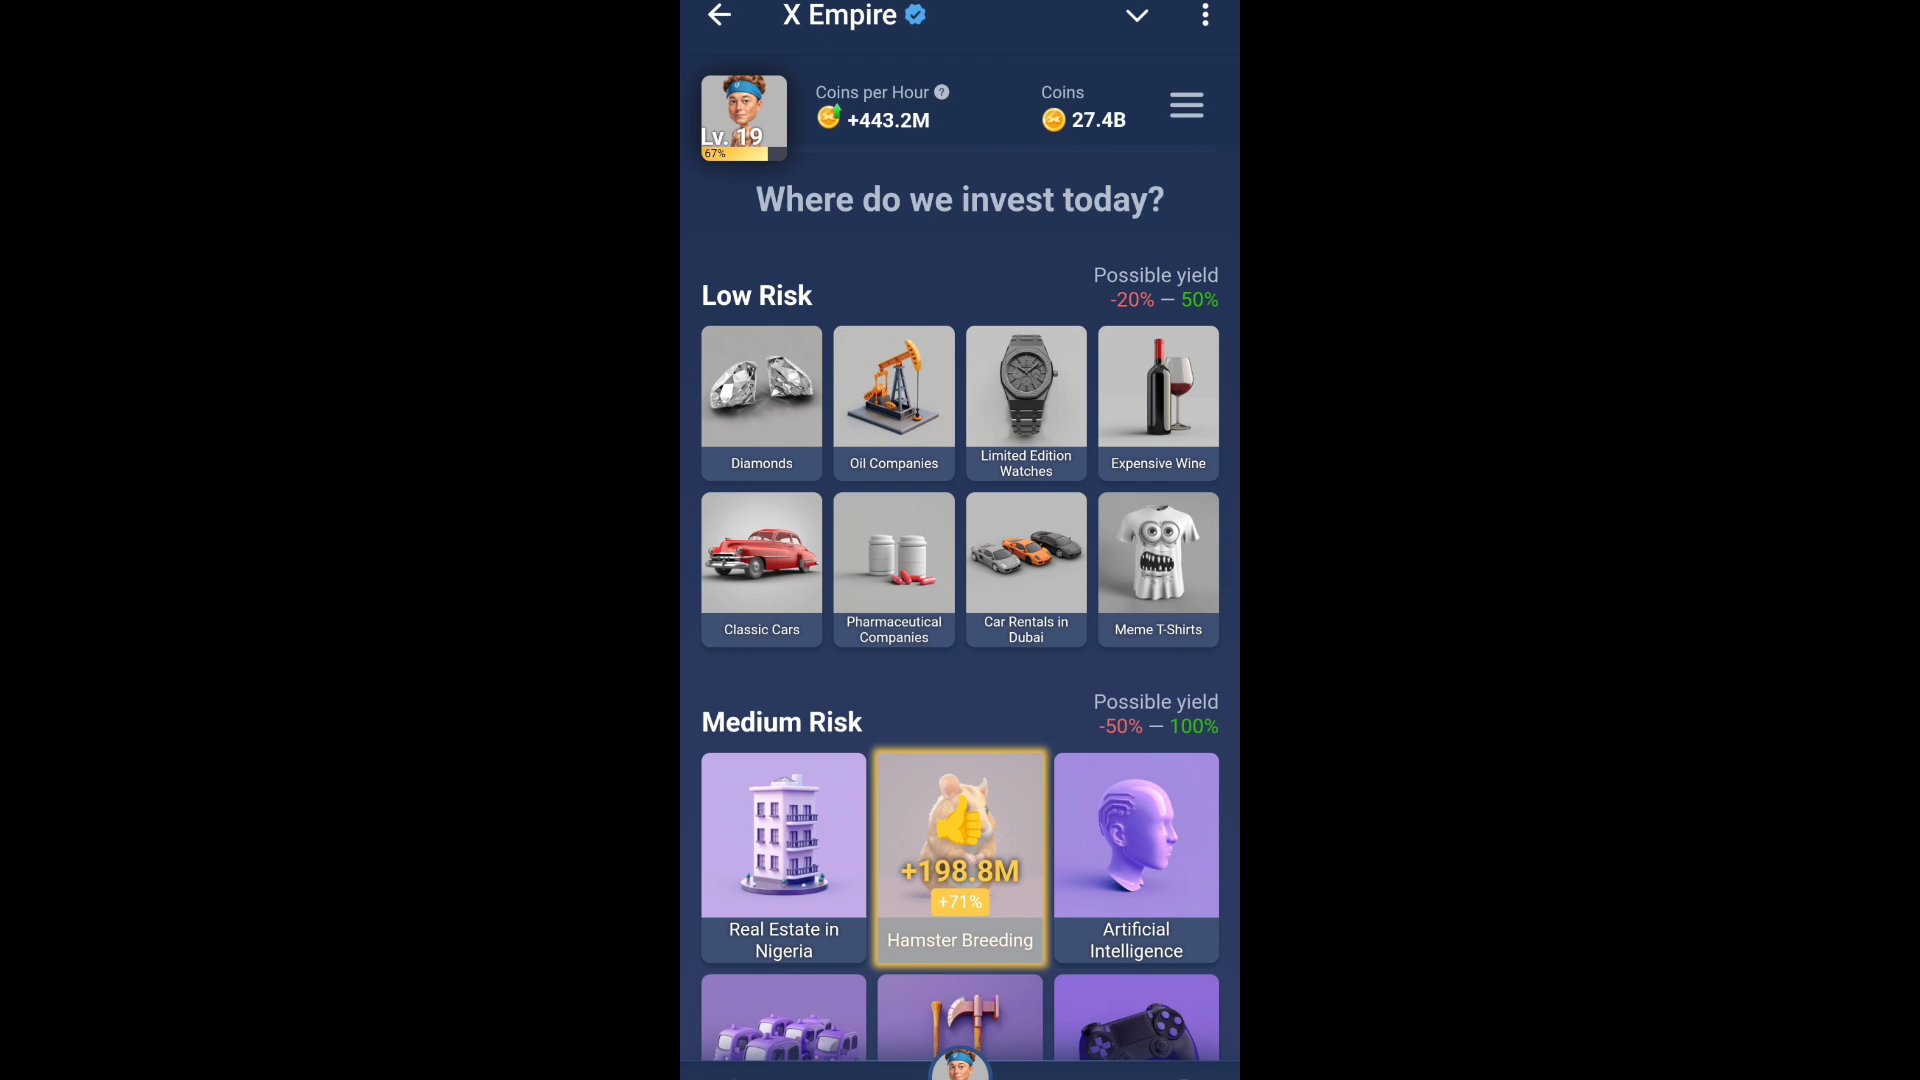 X Empire
Lv. 19
67%
Coins per Hour ?
+443.2M
Coins
27.4B
Where do we invest today?
Low Risk
Possible yield
-20% — 50%
Diamonds
Oil Companies
Limited Edition
Watches
Expensive Wine
Classic Cars
Pharmaceutical
Companies
Car Rentals in
Dubai
Meme T-Shirts
Medium Risk
Possible yield
-50% — 100%
Real Estate in
Nigeria
+198.8M
+71%
Hamster Breeding
Artificial
Intelligence